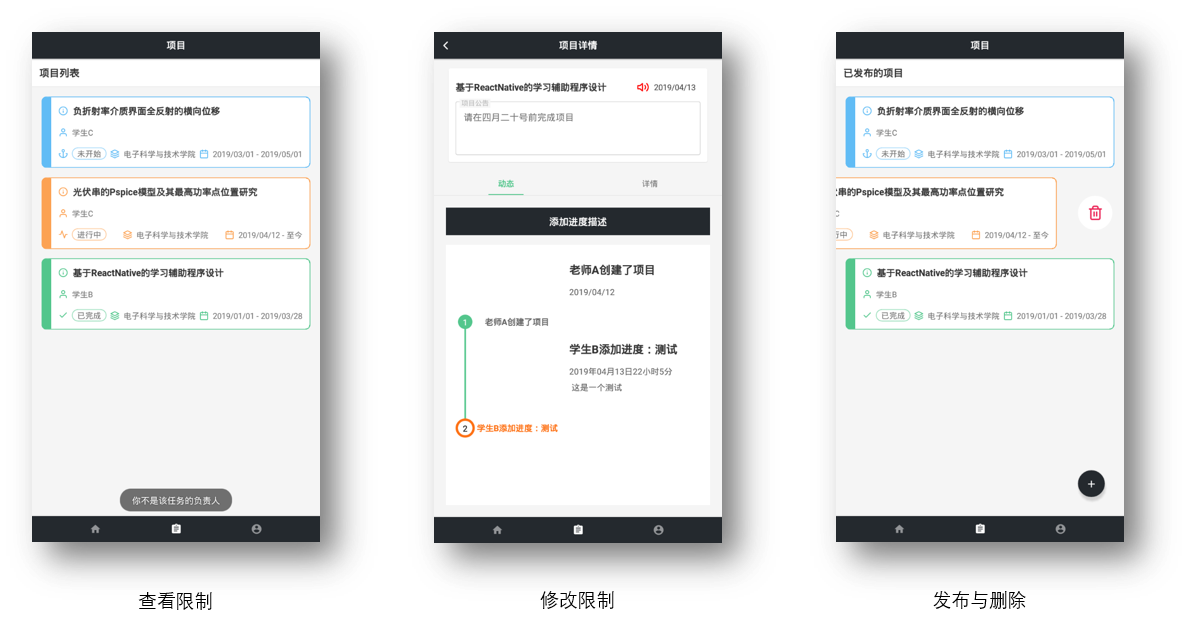 项目
项目列表
负折射率介质界面全反射的横向位移
学生C
未开始 电子科学与技术学院 2019/03/01 - 2019/05/01
光伏串的Pspice模型及其最高功率点位置研究
学生C
进行中 电子科学与技术学院 2019/04/12 - 至今
基于ReactNative的学习辅助程序设计
学生B
已完成 电子科学与技术学院 2019/01/01 - 2019/03/28
你不是该任务的负责人
查看限制
项目详情
基于ReactNative的学习辅助程序设计 2019/04/13
项目公告
请在四月二十号前完成项目
动态 详情
添加进度描述
老师A创建了项目
2019/04/12
1 老师A创建了项目
学生B添加进度：测试
2019年04月13日22小时5分
这是一个测试
2 学生B添加进度：测试
修改限制
项目
已发布的项目
负折射率介质界面全反射的横向位移
学生C
未开始 电子科学与技术学院 2019/03/01 - 2019/05/01
串的Pspice模型及其最高功率点位置研究
C
行中 电子科学与技术学院 2019/04/12 - 至今
基于ReactNative的学习辅助程序设计
学生B
已完成 电子科学与技术学院 2019/01/01 - 2019/03/28
+
发布与删除